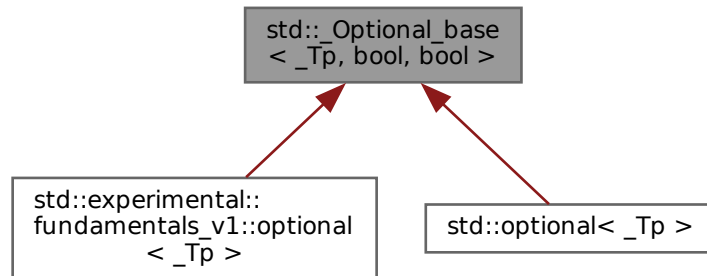 std::_Optional_base
< _Tp, bool, bool >
std::experimental::
fundamentals_v1::optional
< _Tp >
std::optional< _Tp >